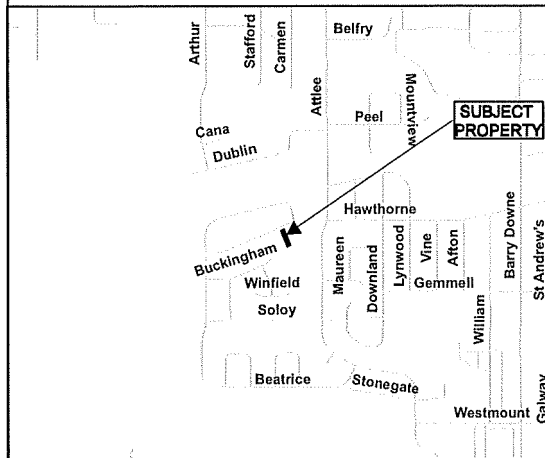 Belfry
Arthur
Stafford
Carmen
Attlee
Mountview
Peel
SUBJECT
PROPERTY
Cana
Dublin
Hawthorne
Buckingham
Winfield
Soloy
Maureen
Downland
Lynwood
Vine
Afton
Gemmell
Barry Downe
St Andrew's
William
Beatrice
Stonegate
Westmount
Galway